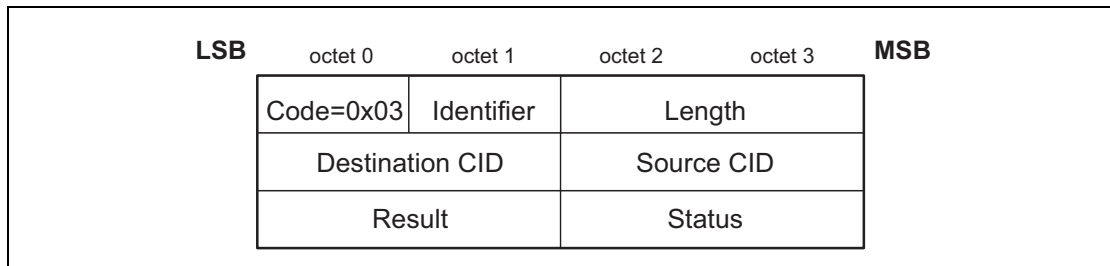 LSB octet 0 octet 1 octet 2 octet 3 MSB
Code=0x03 Identifier Length
Destination CID Source CID
Result Status